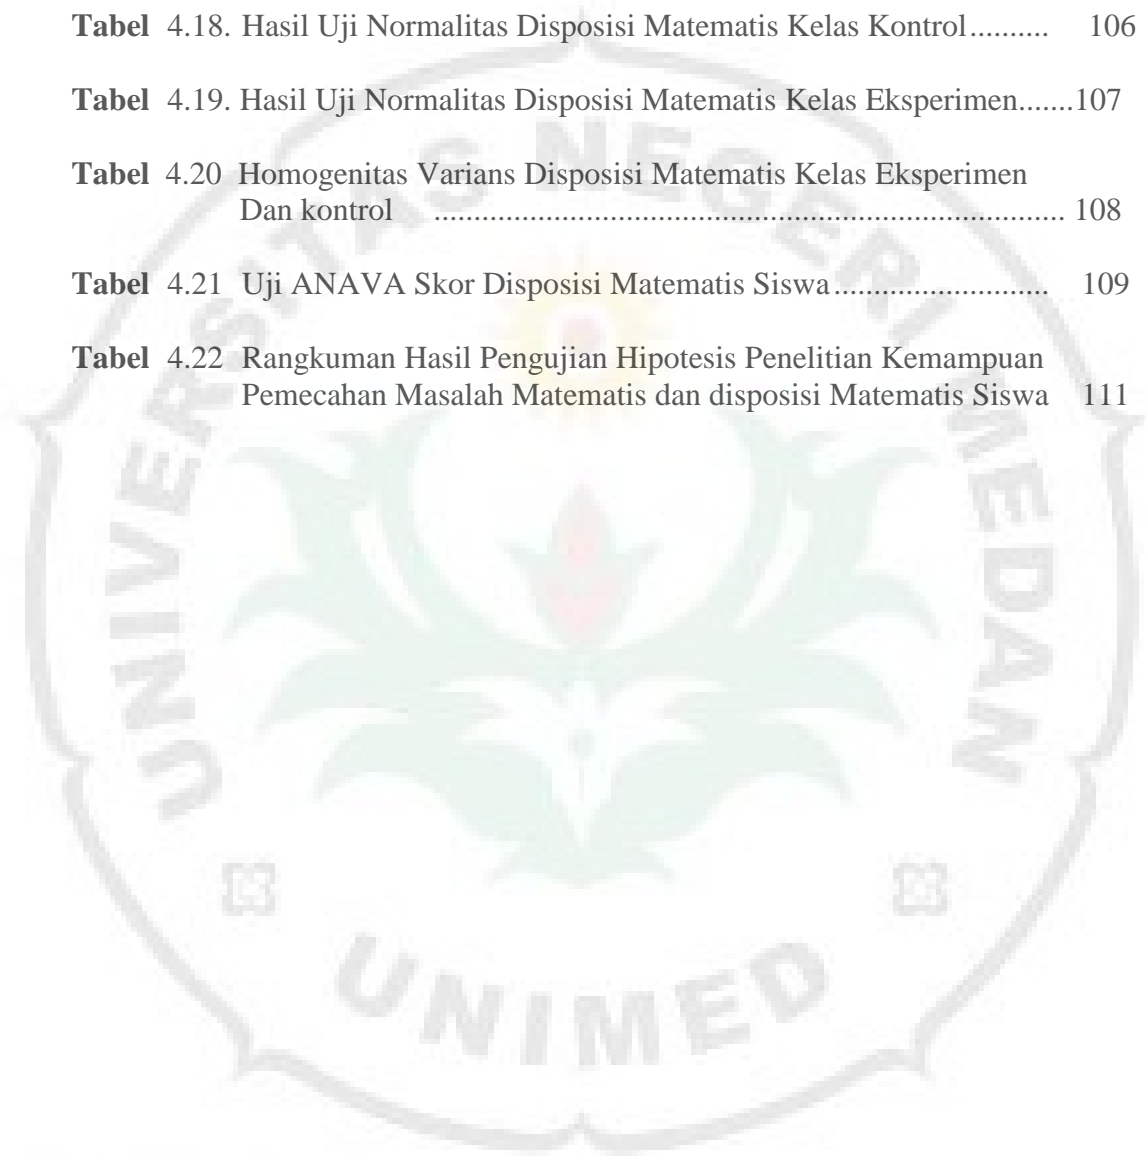 Tabel 4.18. Hasil Uji Normalitas Disposisi Matematis Kelas Kontrol.......... 106
Tabel 4.19. Hasil Uji Normalitas Disposisi Matematis Kelas Eksperimen.......107
Tabel 4.20 Homogenitas Varians Disposisi Matematis Kelas Eksperimen
Dan kontrol ............................................................................... 108
Tabel 4.21 Uji ANAVA Skor Disposisi Matematis Siswa........................... 109
Tabel 4.22 Rangkuman Hasil Pengujian Hipotesis Penelitian Kemampuan
Pemecahan Masalah Matematis dan disposisi Matematis Siswa 111
UNIVERSITAS NEGERI MEDAN
UNIMED